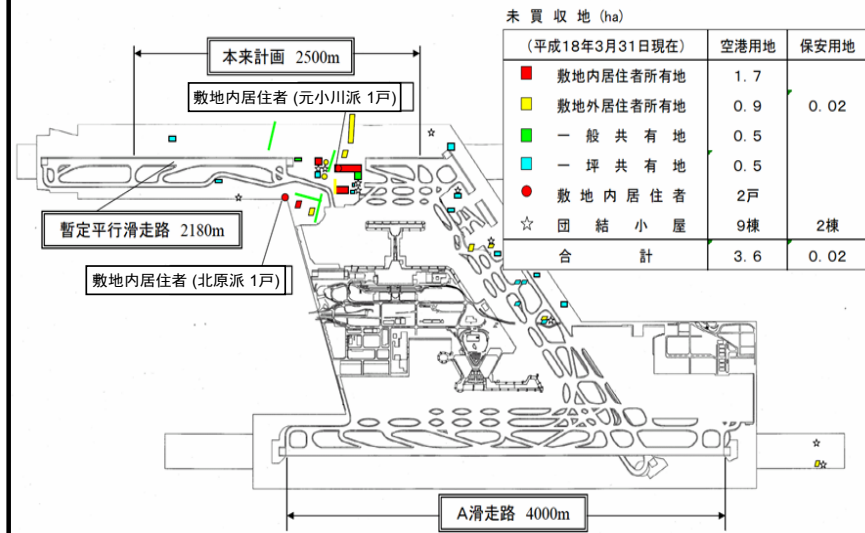 未買収地 (ha)
(平成18年3月31日現在) 空港用地 保安用地
敷地内居住者所有地 1.7
敷地外居住者所有地 0.9 0.02
一般共有地 0.5
一坪共有地 0.5
敷地内居住者 2戸
☆ 団結小屋 9棟 2棟
合計 3.6 0.02
本来計画 2500m
敷地内居住者 (元小川派 1戸)
暫定平行滑走路 2180m
敷地内居住者 (北原派 1戸)
A滑走路 4000m